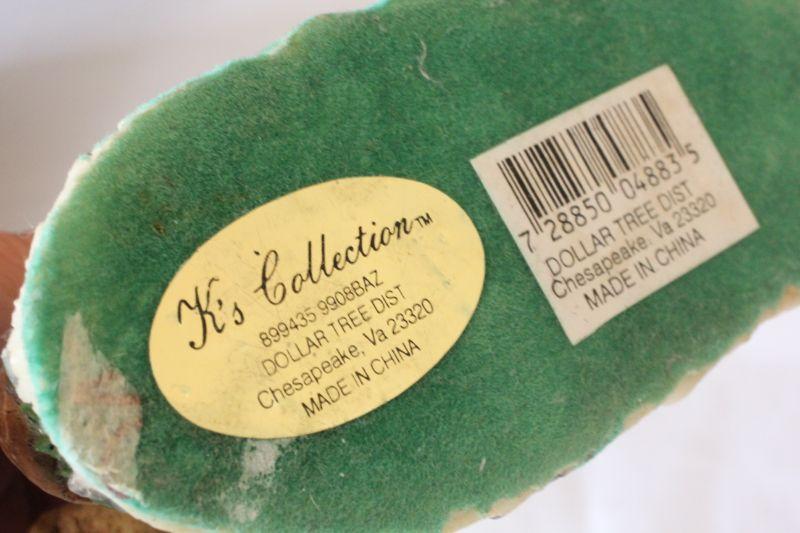 K's Collection™
899435 9908BAZ
DOLLAR TREE DIST
Chesapeake, Va 23320
MADE IN CHINA
7 28850 04883 5
DOLLAR TREE DIST
Chesapeake, Va 23320
MADE IN CHINA